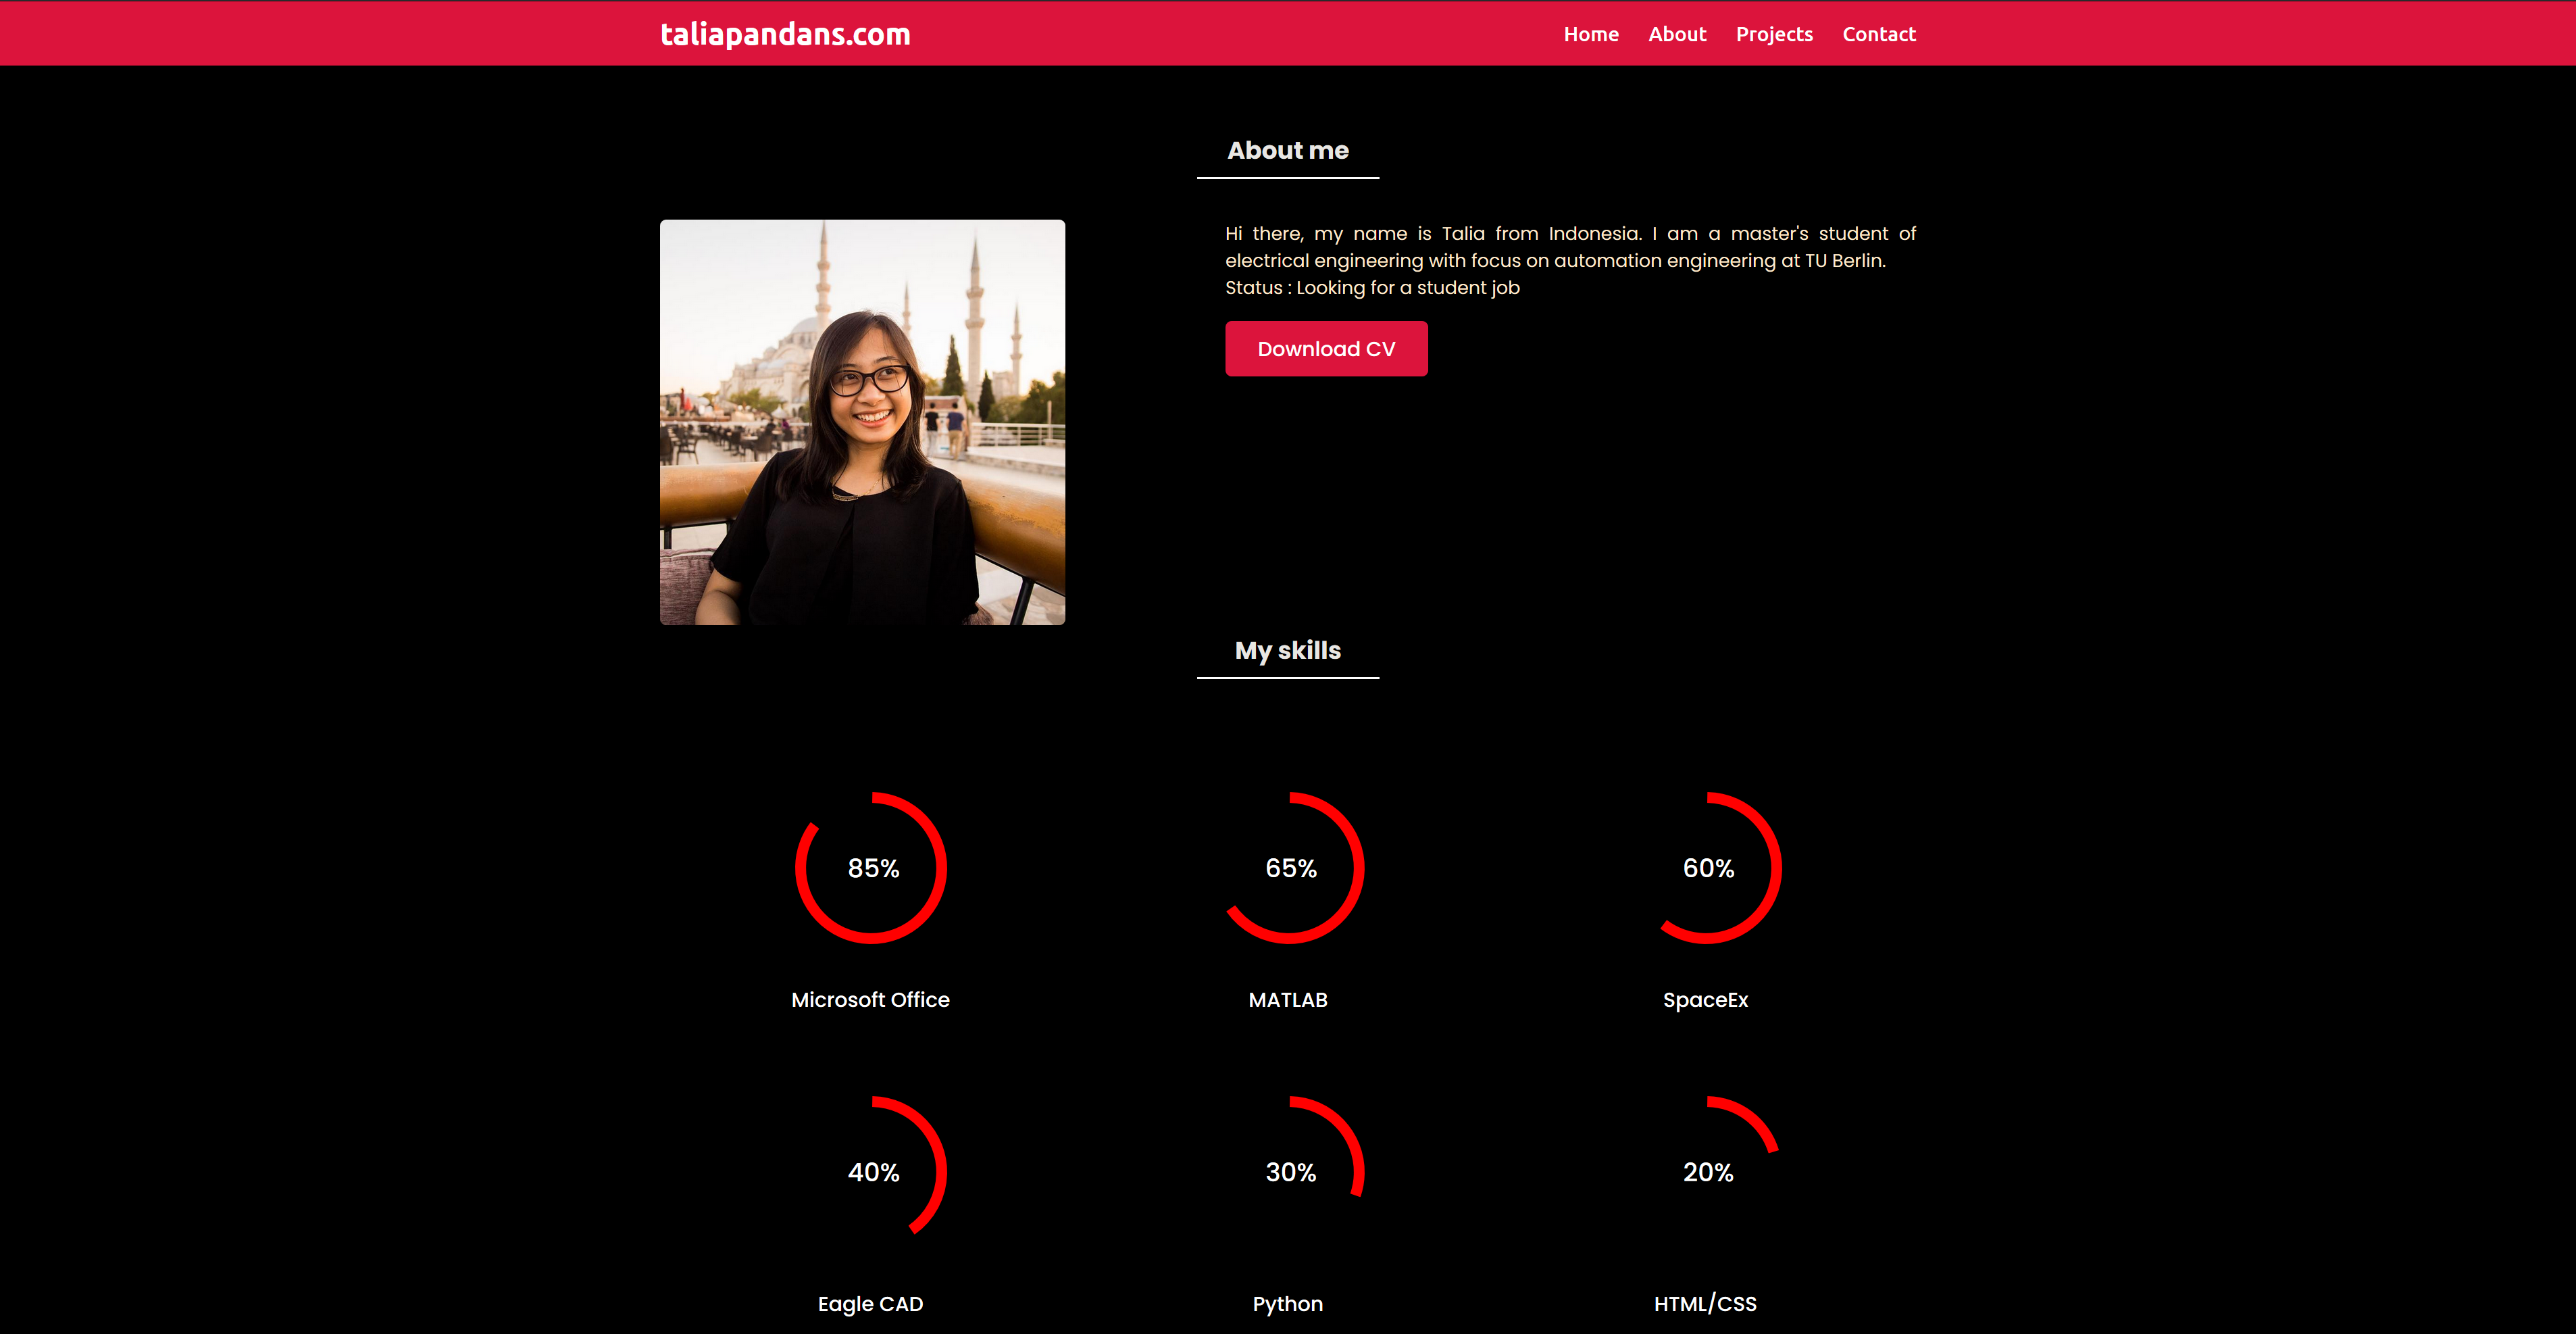 taliapandans.com
Home About Projects Contact
About me
Hi there, my name is Talia from Indonesia. I am a master's student of
electrical engineering with focus on automation engineering at TU Berlin.
Status : Looking for a student job
Download CV
My skills
85% 65% 60%
Microsoft Office MATLAB SpaceEx
40% 30% 20%
Eagle CAD Python HTML/CSS